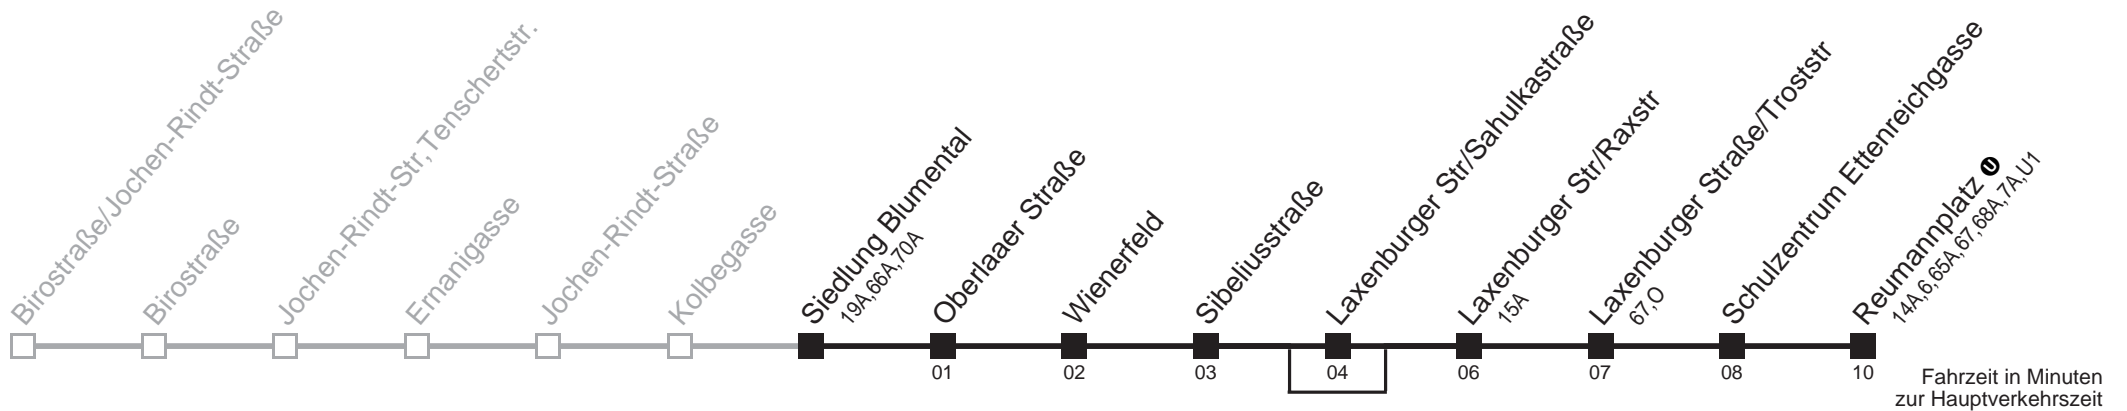 Birostraße/Jochen-Rindt-Straße
Birostraße
Jochen-Rindt-Str,Tenschertstr.
Ernanigasse
Jochen-Rindt-Straße
Kolbegasse
Siedlung Blumental
19A,66A,70A
Oberlaaer Straße
Wienerfeld
Sibeliusstraße
Laxenburger Str/Sahulkastraße
Laxenburger Str/Raxstr
15A
Laxenburger Straße/Troststr
67,O
Schulzentrum Ettenreichgasse
Reumannplatz U
14A,6,65A,67,68A,7A,U1
01 02 03 04 06 07 08 10
Fahrzeit in Minuten
zur Hauptverkehrszeit